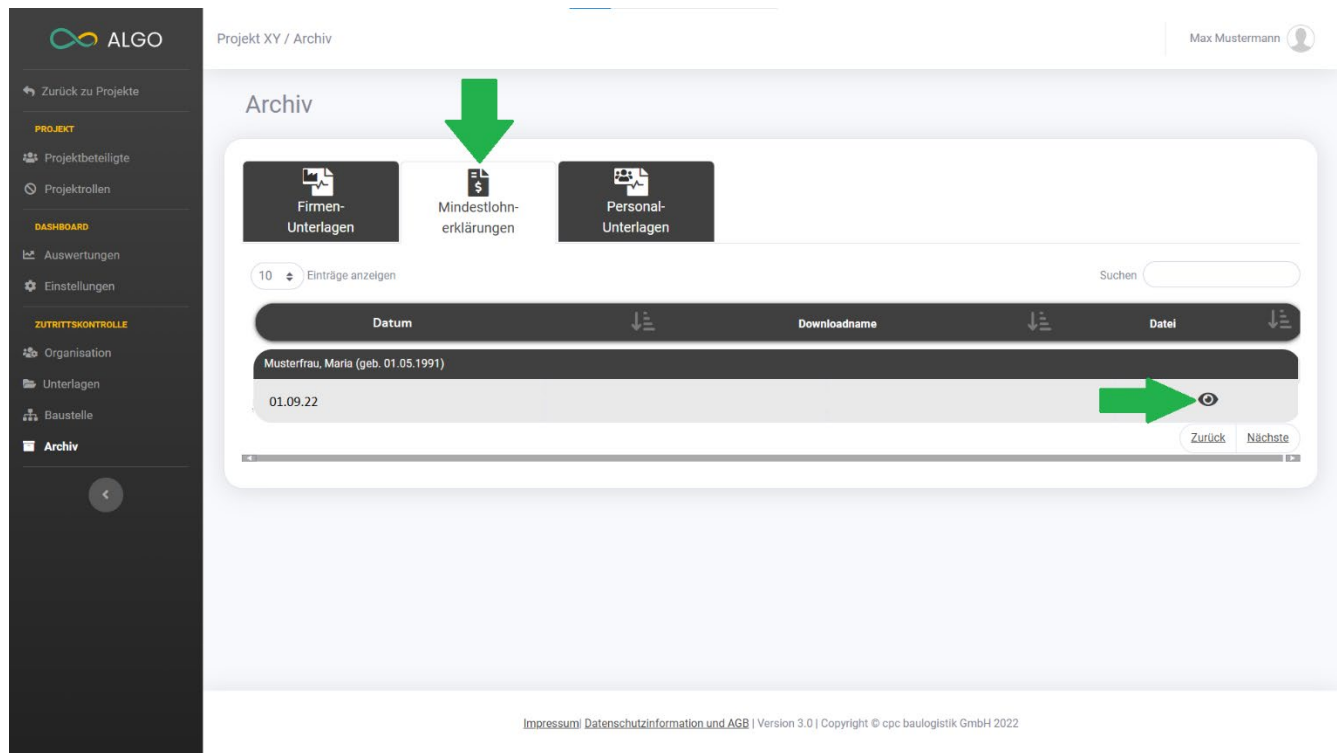 ALGO
Projekt XY / Archiv
Max Mustermann
Zurück zu Projekte
PROJEKT
Projektbeteiligte
Projektrollen
DASHBOARD
Auswertungen
Einstellungen
ZUTRITTSKONTROLLE
Organisation
Unterlagen
Baustelle
Archiv
Archiv
Firmen-
Unterlagen
Mindestlohn-
erklärungen
Personal-
Unterlagen
10 Einträge anzeigen
Suchen
Datum Downloadname Datei
Musterfrau, Maria (geb. 01.05.1991)
01.09.22
Zurück Nächste
Impressum| Datenschutzinformation und AGB | Version 3.0 | Copyright © cpc baulogistik GmbH 2022